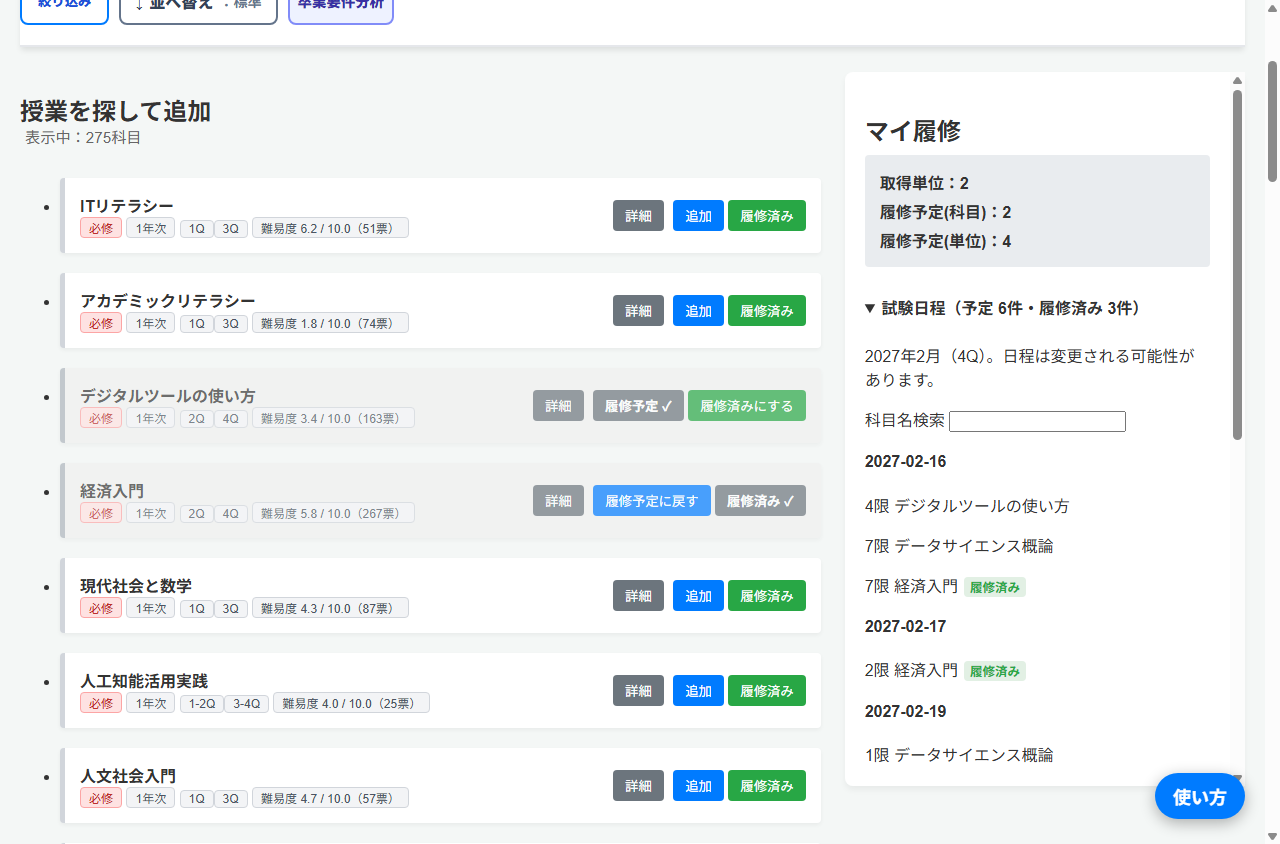 絞り込み
↓ 並べ替え ：標準
卒業要件分析
授業を探して追加
表示中：275科目
ITリテラシー
必修 1年次 1Q 3Q 難易度 6.2 / 10.0（51票）
詳細 追加 履修済み
アカデミックリテラシー
必修 1年次 1Q 3Q 難易度 1.8 / 10.0（74票）
詳細 追加 履修済み
デジタルツールの使い方
必修 1年次 2Q 4Q 難易度 3.4 / 10.0（163票）
詳細 履修予定 ✓ 履修済みにする
経済入門
必修 1年次 2Q 4Q 難易度 5.8 / 10.0（267票）
詳細 履修予定に戻す 履修済み ✓
現代社会と数学
必修 1年次 1Q 3Q 難易度 4.3 / 10.0（87票）
詳細 追加 履修済み
人工知能活用実践
必修 1年次 1-2Q 3-4Q 難易度 4.0 / 10.0（25票）
詳細 追加 履修済み
人文社会入門
必修 1年次 1Q 3Q 難易度 4.7 / 10.0（57票）
詳細 追加 履修済み
マイ履修
取得単位：2
履修予定(科目)：2
履修予定(単位)：4
▼ 試験日程（予定 6件・履修済み 3件）
2027年2月（4Q）。日程は変更される可能性が
あります。
科目名検索
2027-02-16
4限 デジタルツールの使い方
7限 データサイエンス概論
7限 経済入門 履修済み
2027-02-17
2限 経済入門 履修済み
2027-02-19
1限 データサイエンス概論
使い方